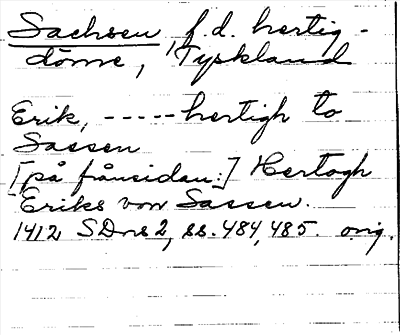 Sachsen, f.d. hertig-
döme, Tyskland
Erik, ----- hertigh to
Sassen
[på frånsidan:] Hertogh
Eriks von Sassen.
1412 SDns 2, ss. 484, 485. orig.